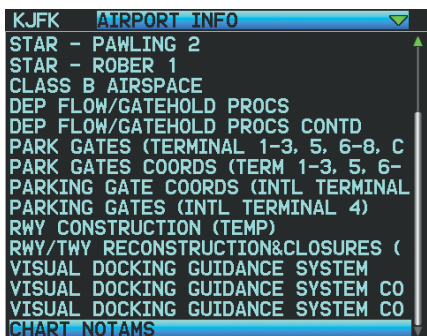 KJFK AIRPORT INFO
STAR - PAWLING 2
STAR - ROBER 1
CLASS B AIRSPACE
DEP FLOW/GATEHOLD PROCS
DEP FLOW/GATEHOLD PROCS CONTD
PARK GATES (TERMINAL 1-3, 5, 6-8, C
PARK GATES COORDS (TERM 1-3, 5, 6-
PARKING GATE COORDS (INTL TERMINAL
PARKING GATES (INTL TERMINAL 4)
RWY CONSTRUCTION (TEMP)
RWY/TWY RECONSTRUCTION&CLOSURES (
VISUAL DOCKING GUIDANCE SYSTEM
VISUAL DOCKING GUIDANCE SYSTEM CO
VISUAL DOCKING GUIDANCE SYSTEM CO
CHART NOTAMS